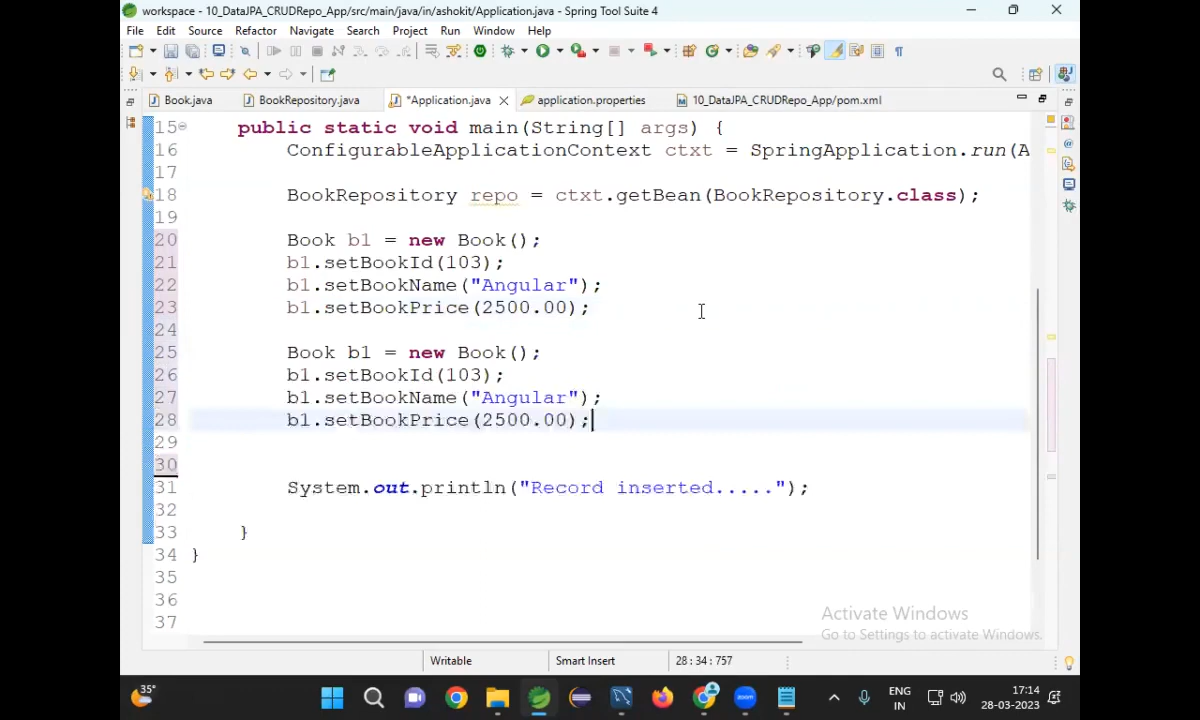 workspace - 10_DataJPA_CRUDRepo_App/src/main/java/in/ashokit/Application.java - Spring Tool Suite 4
File Edit Source Refactor Navigate Search Project Run Window Help
Book.java BookRepository.java *Application.java application.properties 10_DataJPA_CRUDRepo_App/pom.xml
15 public static void main(String[] args) {
16 ConfigurableApplicationContext ctxt = SpringApplication.run(A
17
18 BookRepository repo = ctxt.getBean(BookRepository.class);
19
20 Book b1 = new Book();
21 b1.setBookId(103);
22 b1.setBookName("Angular");
23 b1.setBookPrice(2500.00);
24
25 Book b1 = new Book();
26 b1.setBookId(103);
27 b1.setBookName("Angular");
28 b1.setBookPrice(2500.00);
29
30
31 System.out.println("Record inserted.....");
32
33 }
34 }
35
36
37
Activate Windows
Go to Settings to activate Windows.
Writable Smart Insert 28 : 34 : 757
35° zoom ENG 17:14
IN 28-03-2023